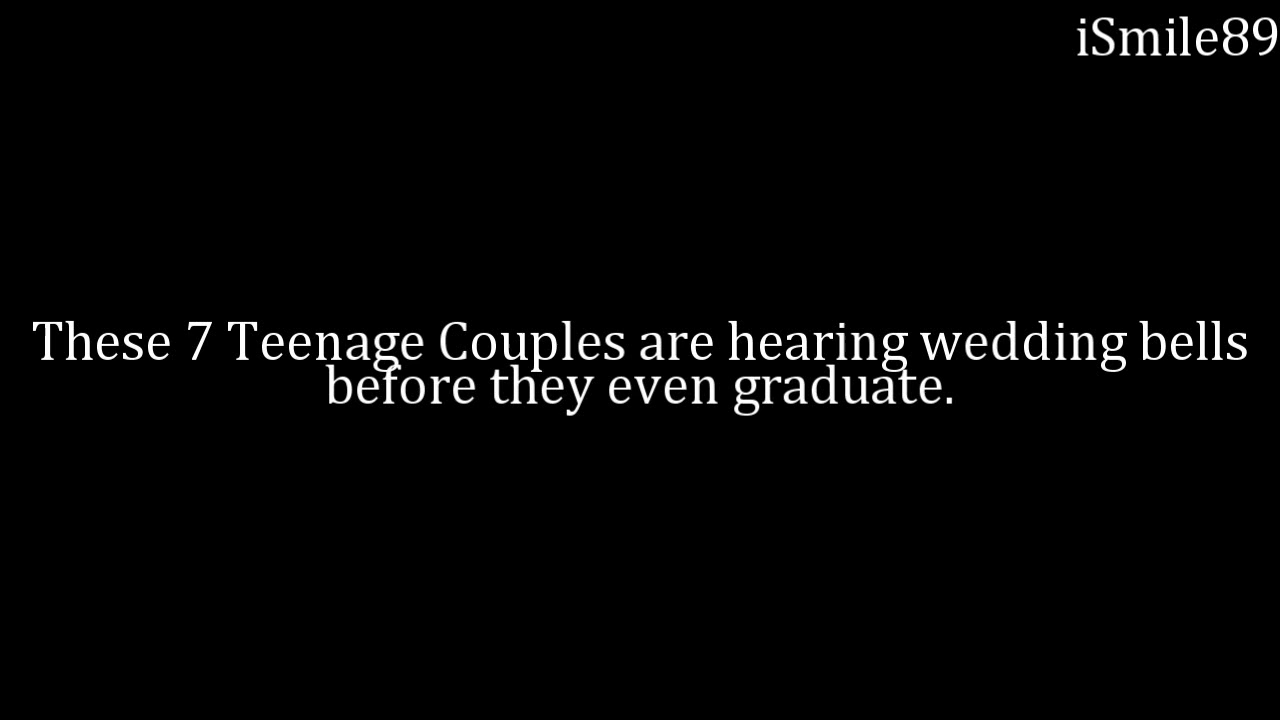 iSmile89
These 7 Teenage Couples are hearing wedding bells
before they even graduate.